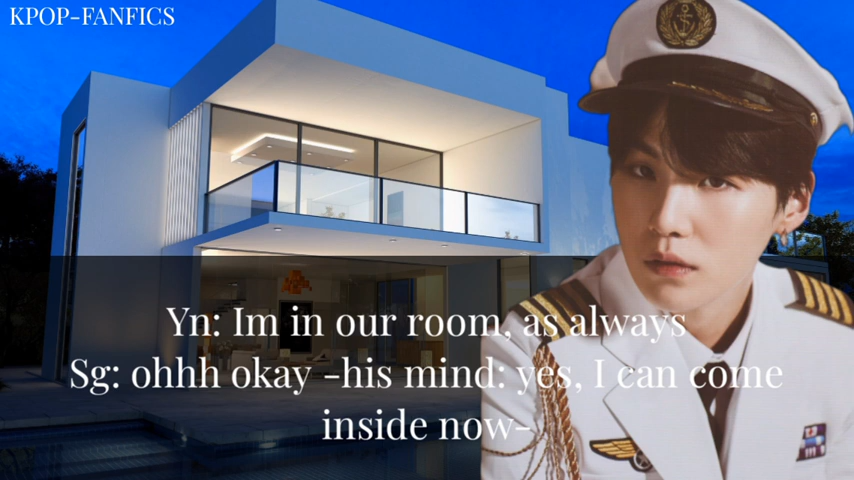 KPOP-FANFICS
Yn: Im in our room, as always
Sg: ohhh okay -his mind: yes, I can come
inside now-